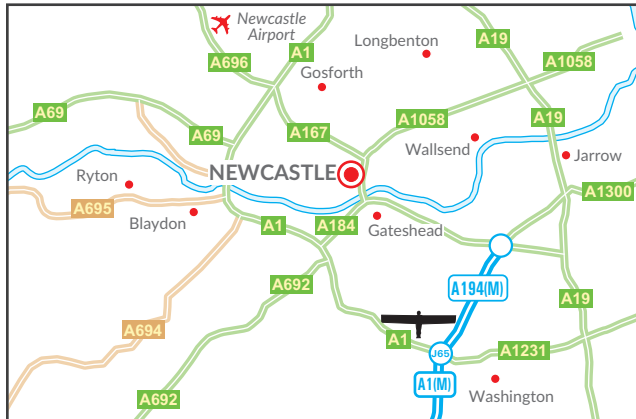 Newcastle
Airport
A1
A19
Longbenton
A696
Gosforth
A1058
A69
A69
A167
A1058
A19
Wallsend
Jarrow
Ryton
NEWCASTLE
A1300
A695
Blaydon
A1
A184
Gateshead
A692
A194(M)
A19
A694
A1
J65
A1231
A692
A1(M)
Washington